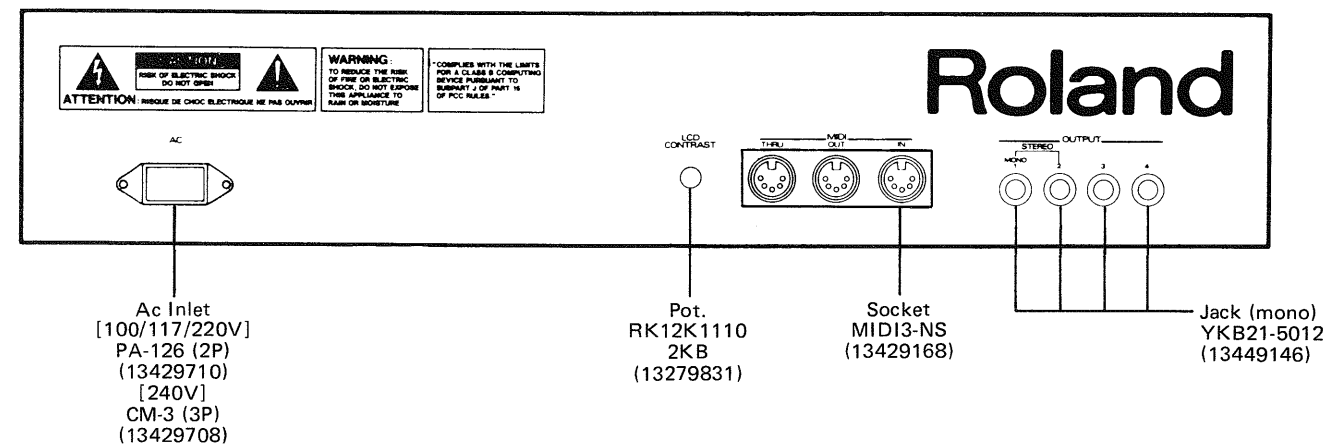 CAUTION
RISK OF ELECTRIC SHOCK
DO NOT OPEN
ATTENTION: RISQUE DE CHOC ELECTRIQUE NE PAS OUVRIR
WARNING:
TO REDUCE THE RISK
OF FIRE OR ELECTRIC
SHOCK, DO NOT EXPOSE
THIS APPLIANCE TO
RAIN OR MOISTURE
"COMPLIES WITH THE LIMITS
FOR A CLASS B COMPUTING
DEVICE PURSUANT TO
SUBPART J OF PART 15
OF FCC RULES."
Roland
AC
LCD
CONTRAST
MIDI
THRU
OUT
IN
OUTPUT
STEREO
MONO
1
2
3
4
Ac Inlet
[100/117/220V]
PA-126 (2P)
(13429710)
[240V]
CM-3 (3P)
(13429708)
Pot.
RK12K1110
2KB
(13279831)
Socket
MIDI3-NS
(13429168)
Jack (mono)
YKB21-5012
(13449146)